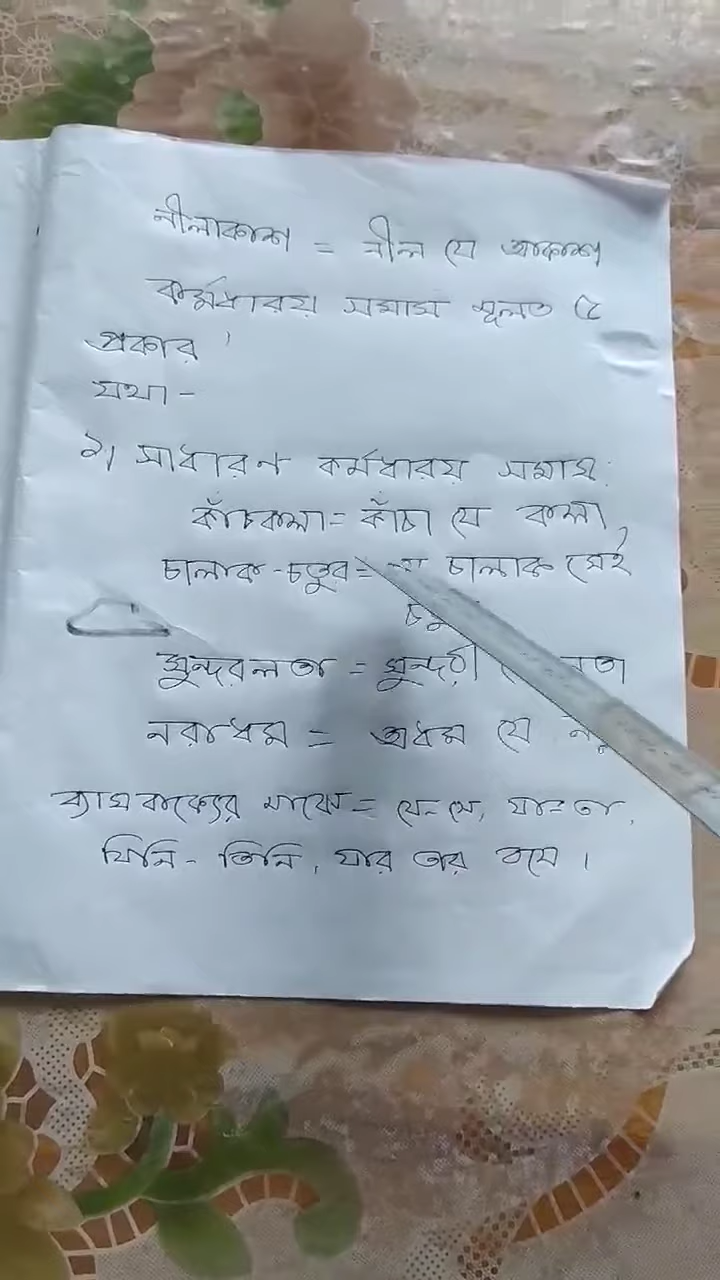 নীলাকাশ = নীল যে আকাশ
কর্মধারয় সমাস মূলত ৫
প্রকার।
যথা-
১। সাধারণ কর্মধারয় সমাস:
কাঁচকলা= কাঁচা যে কলা,
চালাক-চতুর= চালাক সেই
সুন্দরলতা = সুন্দরী
নরাধম = অধম যে
ব্যাসবাক্যের মাঝে= যে-সে, যা-তা,
যিনি- তিনি, যার তার বসে।